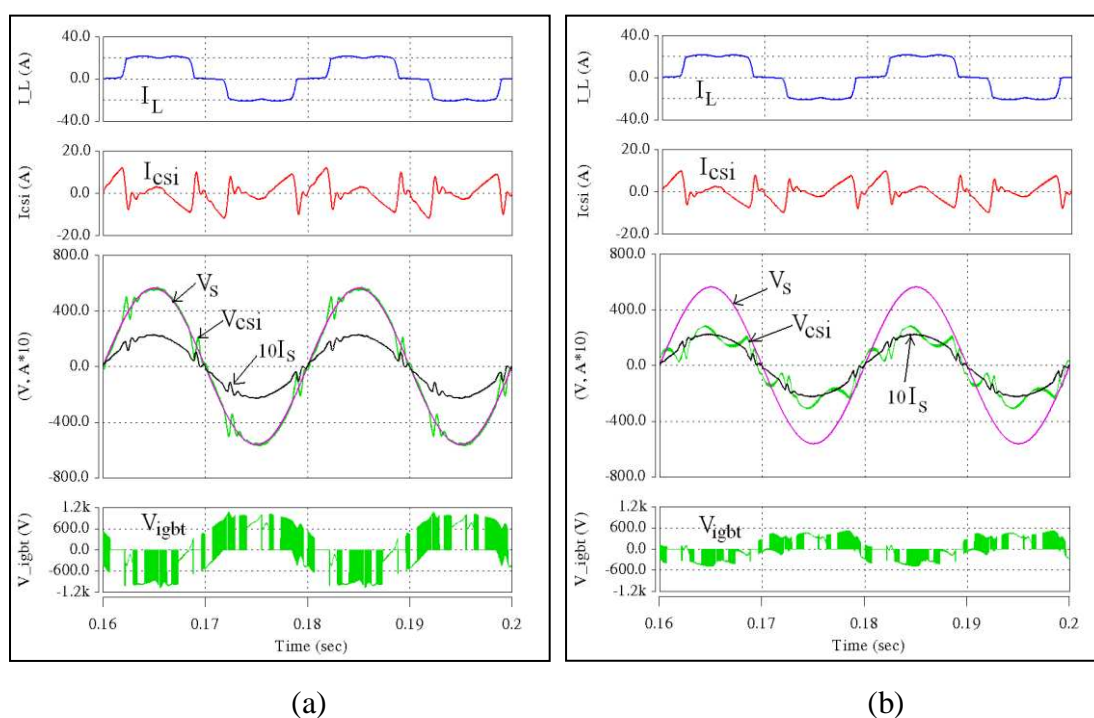 40.0
0.0
-40.0
I_L (A)
I_L
20.0
0.0
-20.0
Icsi (A)
I_csi
800.0
400.0
0.0
-400.0
-800.0
(V, A*10)
V_S
V_csi
10I_S
1.2k
600.0
0.0
-600.0
-1.2k
V_igbt (V)
V_igbt
0.16 0.17 0.18 0.19 0.2
Time (sec)
(a)
40.0
0.0
-40.0
I_L (A)
I_L
20.0
0.0
-20.0
Icsi (A)
I_csi
800.0
400.0
0.0
-400.0
-800.0
(V, A*10)
V_S
V_csi
10I_S
1.2k
600.0
0.0
-600.0
-1.2k
V_igbt (V)
V_igbt
0.16 0.17 0.18 0.19 0.2
Time (sec)
(b)